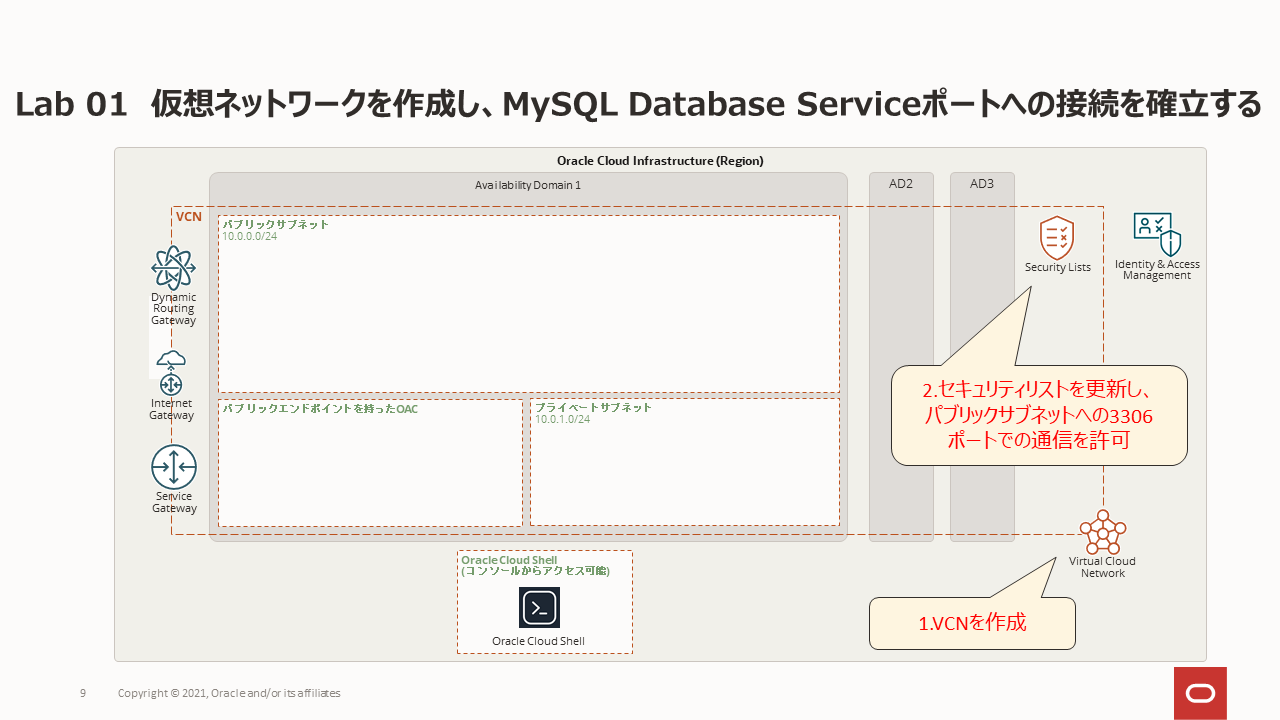 Lab 01 仮想ネットワークを作成し、MySQL Database Serviceポートへの接続を確立する
Oracle Cloud Infrastructure (Region)
Availability Domain 1
AD2
AD3
VCN
パブリックサブネット
10.0.0.0/24
Security Lists
Identity & Access
Management
Dynamic
Routing
Gateway
Internet
Gateway
Service
Gateway
パブリックエンドポイントを持ったOAC
プライベートサブネット
10.0.1.0/24
2.セキュリティリストを更新し、
パブリックサブネットへの3306
ポートでの通信を許可
Virtual Cloud
Network
1.VCNを作成
Oracle Cloud Shell
(コンソールからアクセス可能)
Oracle Cloud Shell
9
Copyright © 2021, Oracle and/or its affiliates